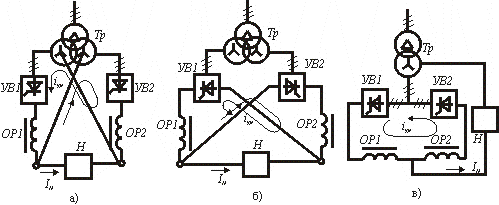 Тр
УВ1
iур
УВ2
ОР1
ОР2
Н
Iн
а)
Тр
УВ1
УВ2
ОР1
iур
ОР2
Н
Iн
б)
Тр
УВ1
УВ2
iур
Н
ОР1
ОР2
Iн
в)